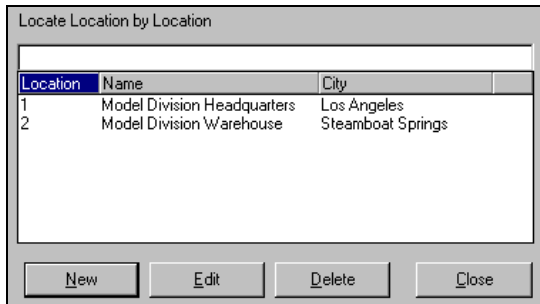 Locate Location by Location
Location Name City
1 Model Division Headquarters Los Angeles
2 Model Division Warehouse Steamboat Springs
New Edit Delete Close